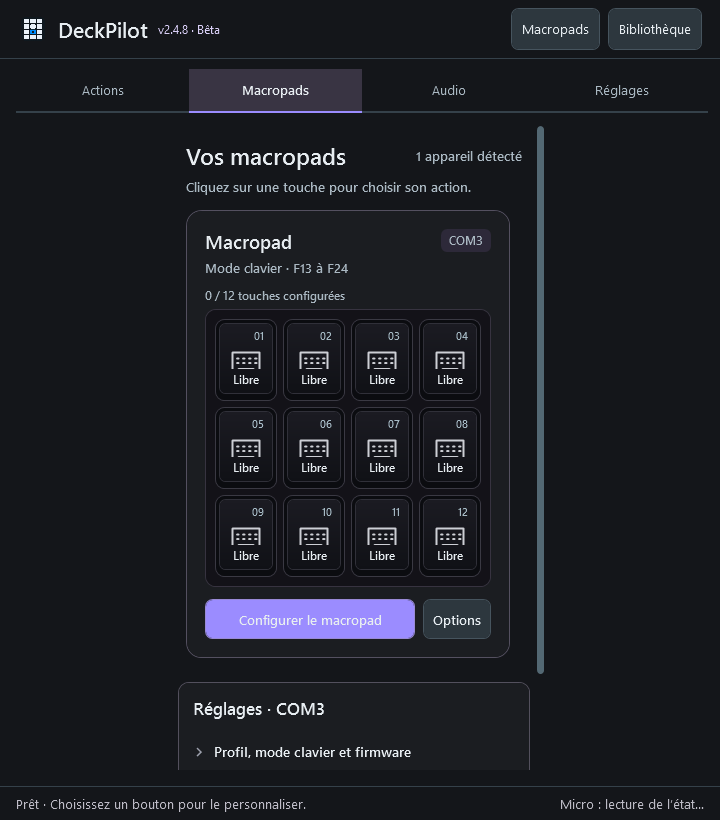 DeckPilot v2.4.8 · Bêta Macropads Bibliothèque
Actions Macropads Audio Réglages
Vos macropads 1 appareil détecté
Cliquez sur une touche pour choisir son action.
Macropad COM3
Mode clavier · F13 à F24
0 / 12 touches configurées
01 02 03 04
Libre Libre Libre Libre
05 06 07 08
Libre Libre Libre Libre
09 10 11 12
Libre Libre Libre Libre
Configurer le macropad Options
Réglages · COM3
Profil, mode clavier et firmware
Prêt · Choisissez un bouton pour le personnaliser. Micro : lecture de l'état...